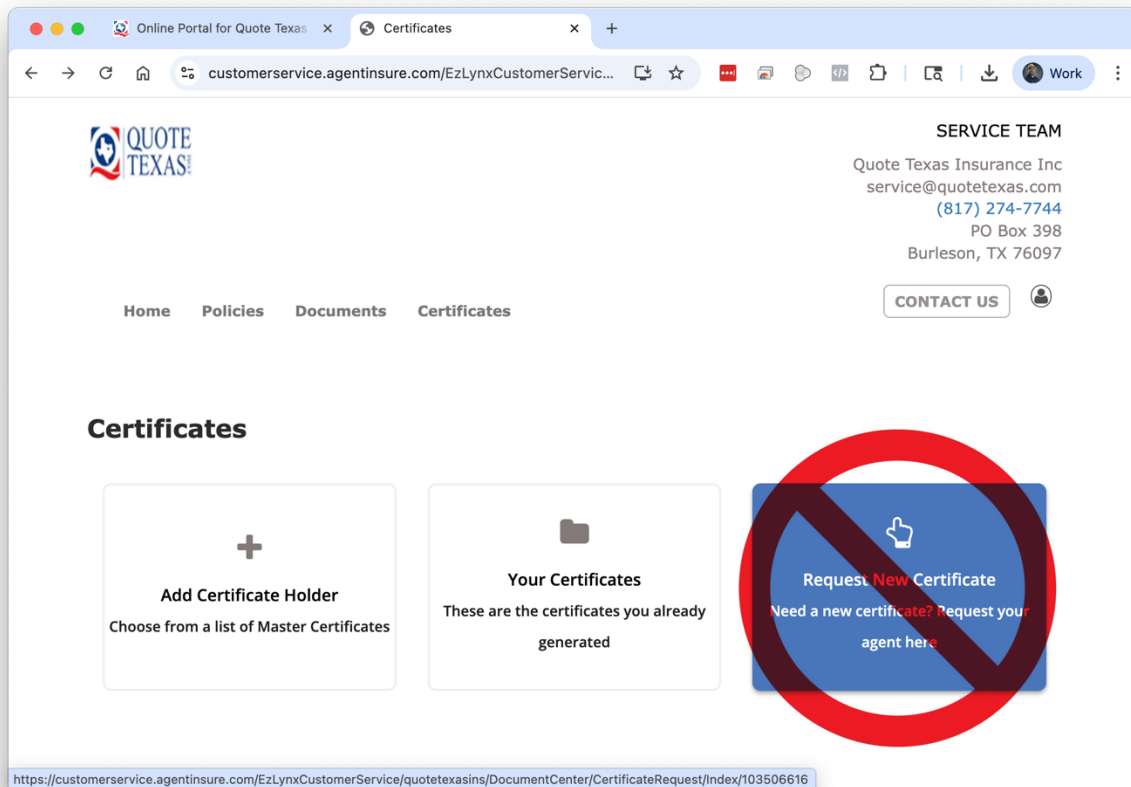 Online Portal for Quote Texas
Certificates
customerservice.agentinsure.com/EzLynxCustomerServic...
Work
QUOTE
TEXAS
.COM
SERVICE TEAM
Quote Texas Insurance Inc
service@quotetexas.com
(817) 274-7744
PO Box 398
Burleson, TX 76097
Home Policies Documents Certificates
CONTACT US
Certificates
Add Certificate Holder
Choose from a list of Master Certificates
Your Certificates
These are the certificates you already
generated
Request New Certificate
Need a new certificate? Request your
agent here
https://customerservice.agentinsure.com/EzLynxCustomerService/quotetexasins/DocumentCenter/CertificateRequest/Index/103506616